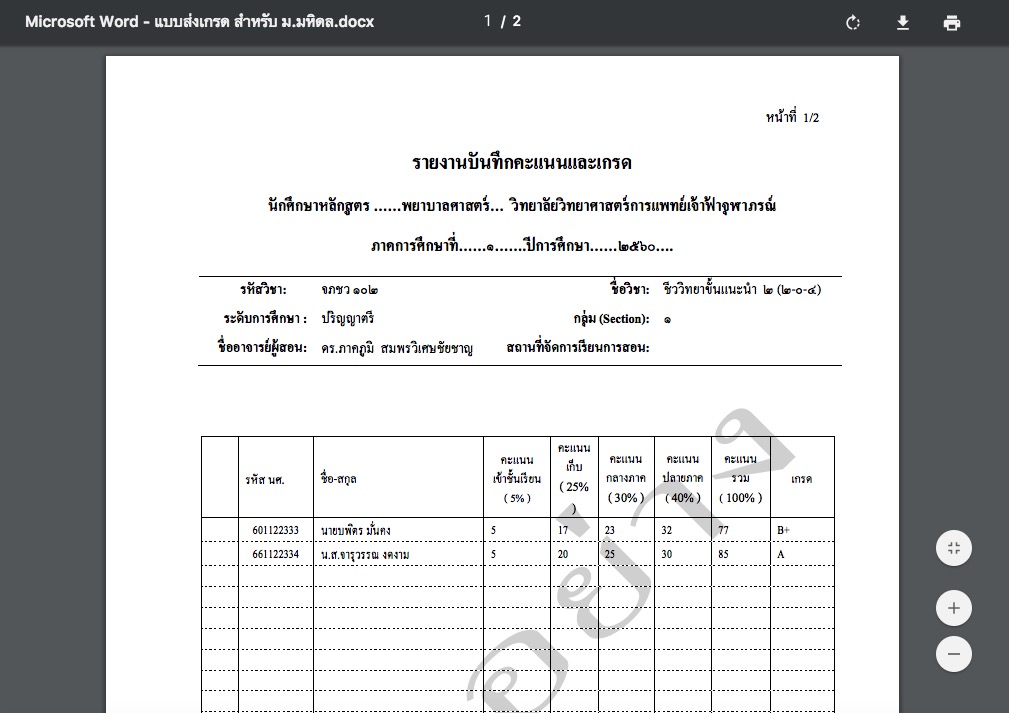 Microsoft Word - แบบส่งเกรด สำหรับ ม.มหิดล.docx 1 / 2
หน้าที่ 1/2
รายงานบันทึกคะแนนและเกรด
นักศึกษาหลักสูตร ......พยาบาลศาสตร์... วิทยาลัยวิทยาศาสตร์การแพทย์เจ้าฟ้าจุฬาภรณ์
ภาคการศึกษาที่......๑.......ปีการศึกษา......๒๕๖๐....
รหัสวิชา: จภชว ๑๐๒ ชื่อวิชา: ชีววิทยาขั้นแนะนำ ๒ (๒-๐-๔)
ระดับการศึกษา : ปริญญาตรี กลุ่ม (Section): ๑
ชื่ออาจารย์ผู้สอน: ดร.ภาคภูมิ สมพรวิเศษชัยชาญ สถานที่จัดการเรียนการสอน:
รหัส นศ. ชื่อ-สกุล คะแนน เข้าชั้นเรียน (5%) คะแนน เก็บ (25% ) คะแนน กลางภาค (30%) คะแนน ปลายภาค (40%) คะแนน รวม (100%) เกรด
601122333 นายบพิตร มั่นคง 5 17 23 32 77 B+
661122334 น.ส.จารุวรรณ งดงาม 5 20 25 30 85 A
อย่าง